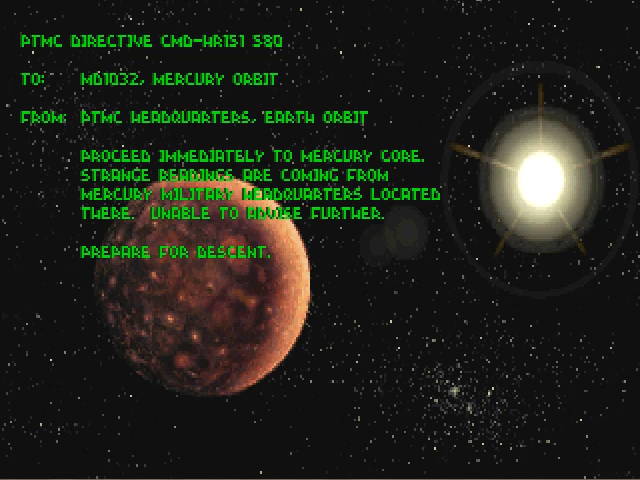 PTMC DIRECTIVE CMD-HR151 580
TO: MD1032, MERCURY ORBIT
FROM: PTMC HEADQUARTERS, EARTH ORBIT
PROCEED IMMEDIATELY TO MERCURY CORE.
STRANGE READINGS ARE COMING FROM
MERCURY MILITARY HEADQUARTERS LOCATED
THERE. UNABLE TO ADVISE FURTHER.
PREPARE FOR DESCENT.